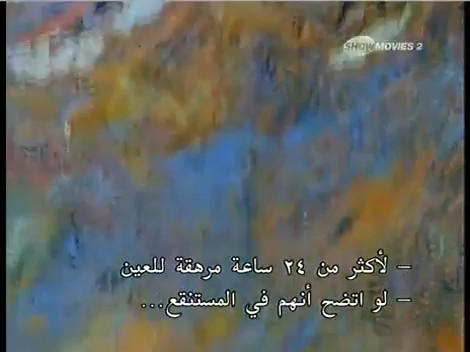 SHOWMOVIES 2
– لأكثر من ٢٤ ساعة مرهقة للعين
– لو اتضح أنهم في المستنقع...